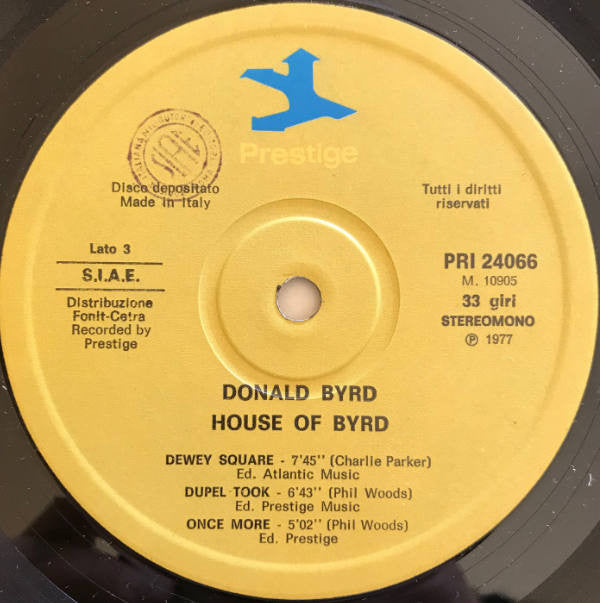 Prestige
Disco depositato
Made in Italy
Tutti i diritti
riservati
Lato 3
S.I.A.E.
Distribuzione
Fonit-Cetra
Recorded by
Prestige
PRI 24066
M. 10905
33 giri
STEREOMONO
℗ 1977
DONALD BYRD
HOUSE OF BYRD
DEWEY SQUARE - 7'45'' (Charlie Parker)
Ed. Atlantic Music
DUPEL TOOK - 6'43'' (Phil Woods)
Ed. Prestige Music
ONCE MORE - 5'02'' (Phil Woods)
Ed. Prestige